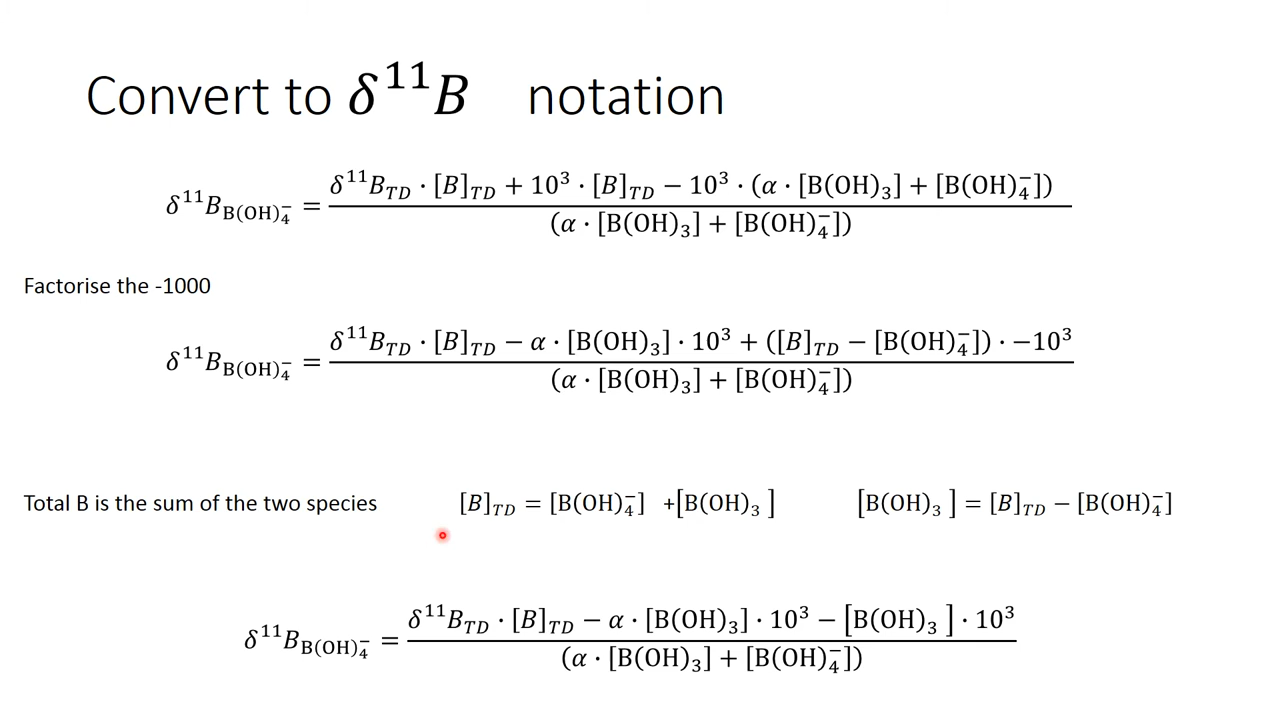 Convert to δ¹¹B notation
δ¹¹B_B(OH)₄⁻ = (δ¹¹B_TD · [B]_TD + 10³ · [B]_TD − 10³ · (α · [B(OH)₃] + [B(OH)₄⁻])) / (α · [B(OH)₃] + [B(OH)₄⁻])
Factorise the -1000
δ¹¹B_B(OH)₄⁻ = (δ¹¹B_TD · [B]_TD − α · [B(OH)₃] · 10³ + ([B]_TD − [B(OH)₄⁻]) · −10³) / (α · [B(OH)₃] + [B(OH)₄⁻])
Total B is the sum of the two species [B]_TD = [B(OH)₄⁻] +[B(OH)₃ ] [B(OH)₃ ] = [B]_TD − [B(OH)₄⁻]
δ¹¹B_B(OH)₄⁻ = (δ¹¹B_TD · [B]_TD − α · [B(OH)₃] · 10³ − [B(OH)₃ ] · 10³) / (α · [B(OH)₃] + [B(OH)₄⁻])